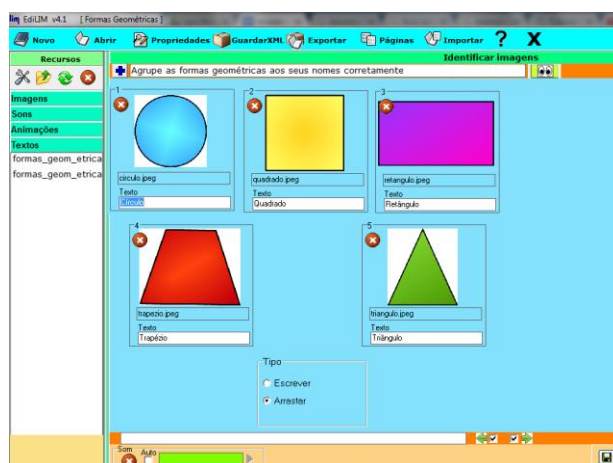 EdiLIM v4.1 [ Formas Geométricas ]
Novo Abrir Propriedades GuardarXML Exportar Páginas Importar ? X
Recursos
Identificar imagens
Agrupe as formas geométricas aos seus nomes corretamente
Imagens
Sons
Animações
Textos
formas_geom_etrica
formas_geom_etrica
1
circulo.jpeg
Texto
Círculo
2
quadrado.jpeg
Texto
Quadrado
3
retangulo.jpeg
Texto
Retângulo
4
trapezio.jpeg
Texto
Trapézio
5
triangulo.jpeg
Texto
Triângulo
Tipo
Escrever
Arrastar
Som Auto